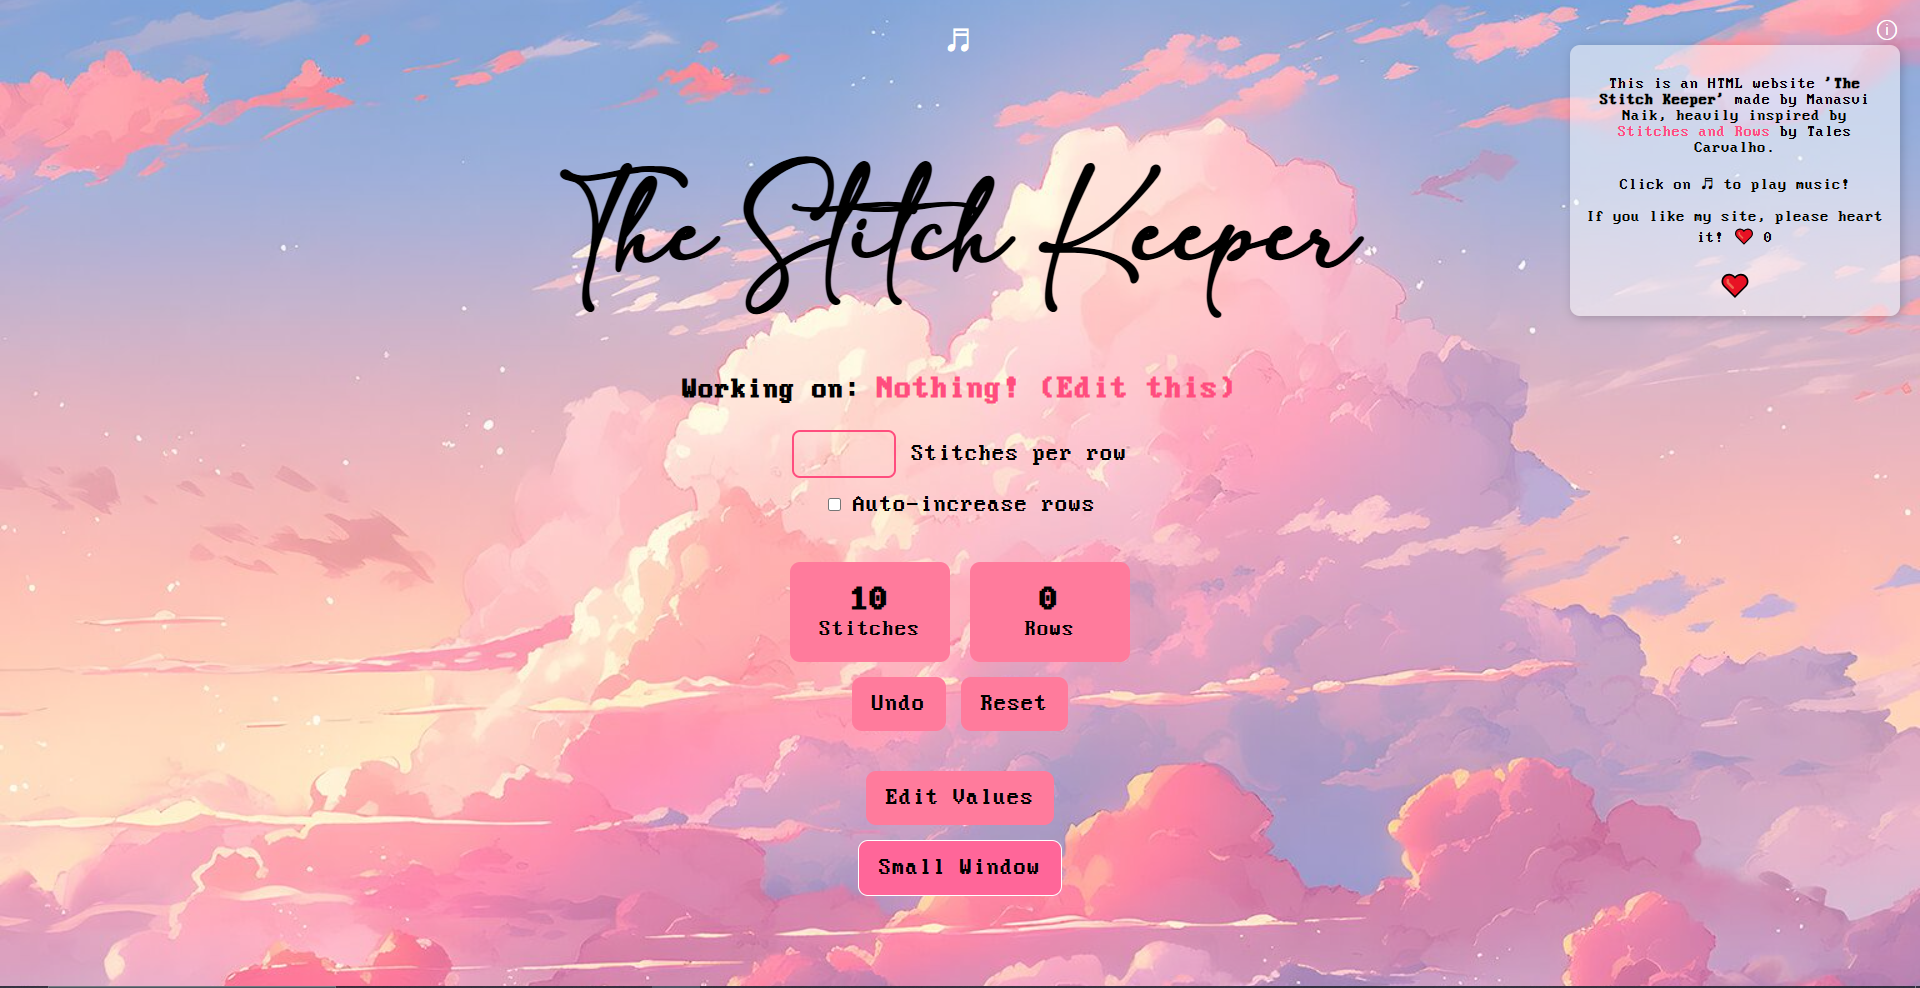 ♬
This is an HTML website 'The
Stitch Keeper' made by Manasvi
Naik, heavily inspired by
Stitches and Rows by Tales
Carvalho.
Click on ♬ to play music!
If you like my site, please heart
it! ❤️ 0
The Stitch Keeper
Working on: Nothing! (Edit this)
Stitches per row
Auto-increase rows
10
Stitches
0
Rows
Undo
Reset
Edit Values
Small Window